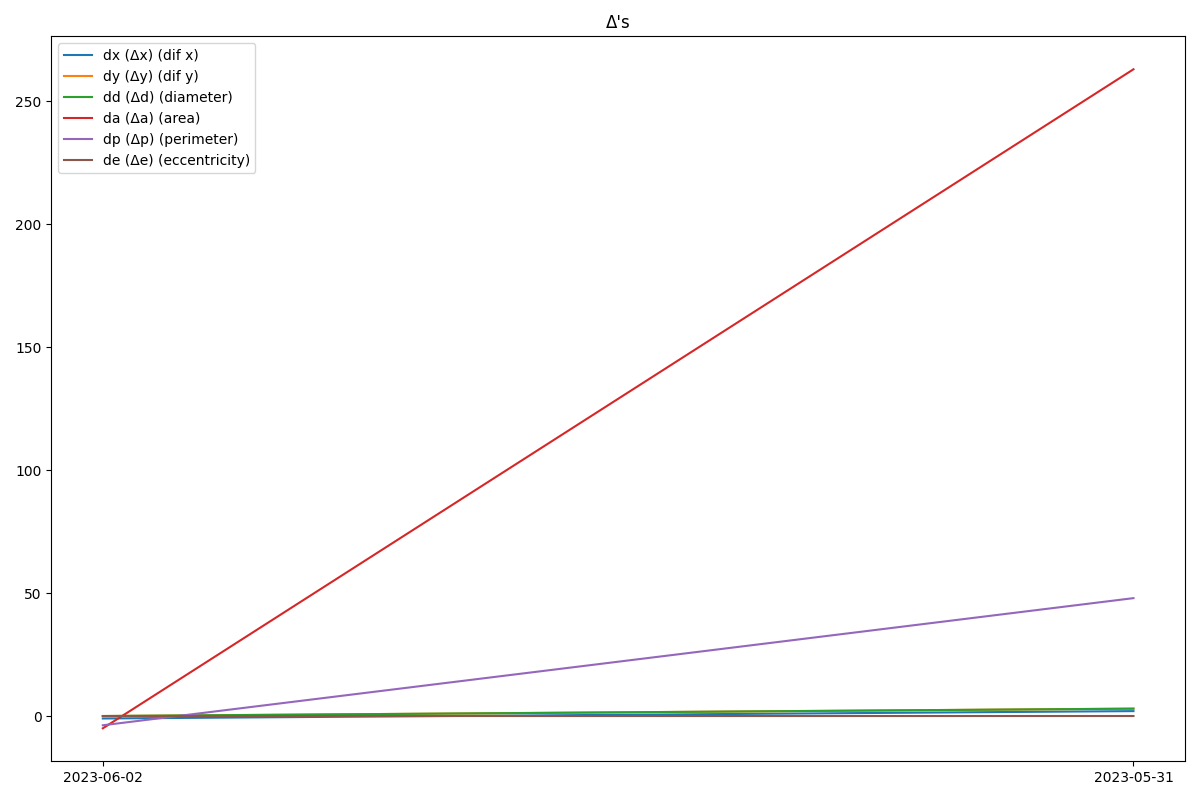 Δ's
dx (Δx) (dif x)
dy (Δy) (dif y)
dd (Δd) (diameter)
da (Δa) (area)
dp (Δp) (perimeter)
de (Δe) (eccentricity)
250
200
150
100
50
0
2023-06-02
2023-05-31